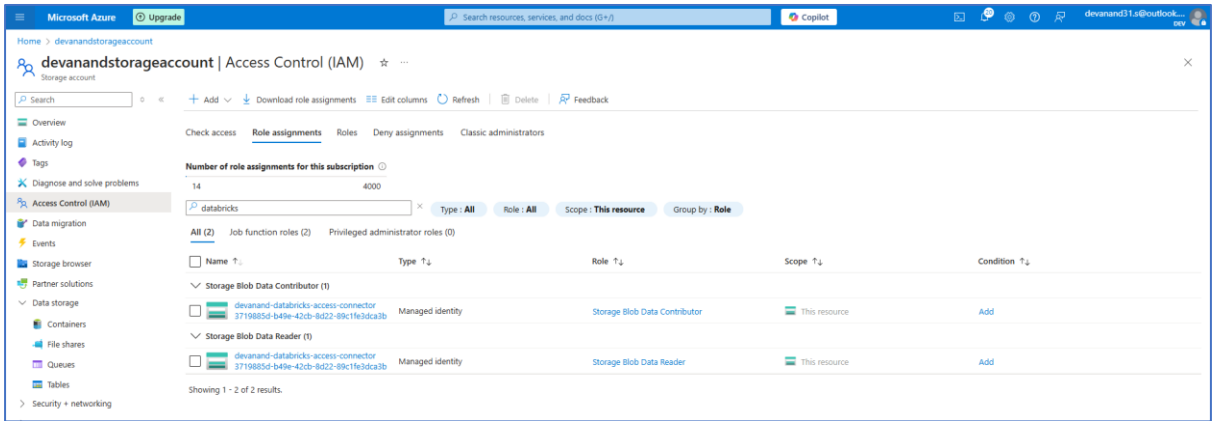 Microsoft Azure Upgrade Search resources, services, and docs (G+/) Copilot 20 devanand31.s@outlook....
DEV
Home > devanandstorageaccount
devanandstorageaccount | Access Control (IAM)
Storage account
Search
Add Download role assignments Edit columns Refresh Delete Feedback
Overview
Activity log
Tags
Diagnose and solve problems
Access Control (IAM)
Data migration
Events
Storage browser
Partner solutions
Data storage
Containers
File shares
Queues
Tables
Security + networking
Check access Role assignments Roles Deny assignments Classic administrators
Number of role assignments for this subscription
14 4000
databricks
Type : All Role : All Scope : This resource Group by : Role
All (2) Job function roles (2) Privileged administrator roles (0)
Name Type Role Scope Condition
Storage Blob Data Contributor (1)
devanand-databricks-access-connector
3719885d-b49e-42cb-8d22-89c1fe3dca3b Managed identity Storage Blob Data Contributor This resource Add
Storage Blob Data Reader (1)
devanand-databricks-access-connector
3719885d-b49e-42cb-8d22-89c1fe3dca3b Managed identity Storage Blob Data Reader This resource Add
Showing 1 - 2 of 2 results.